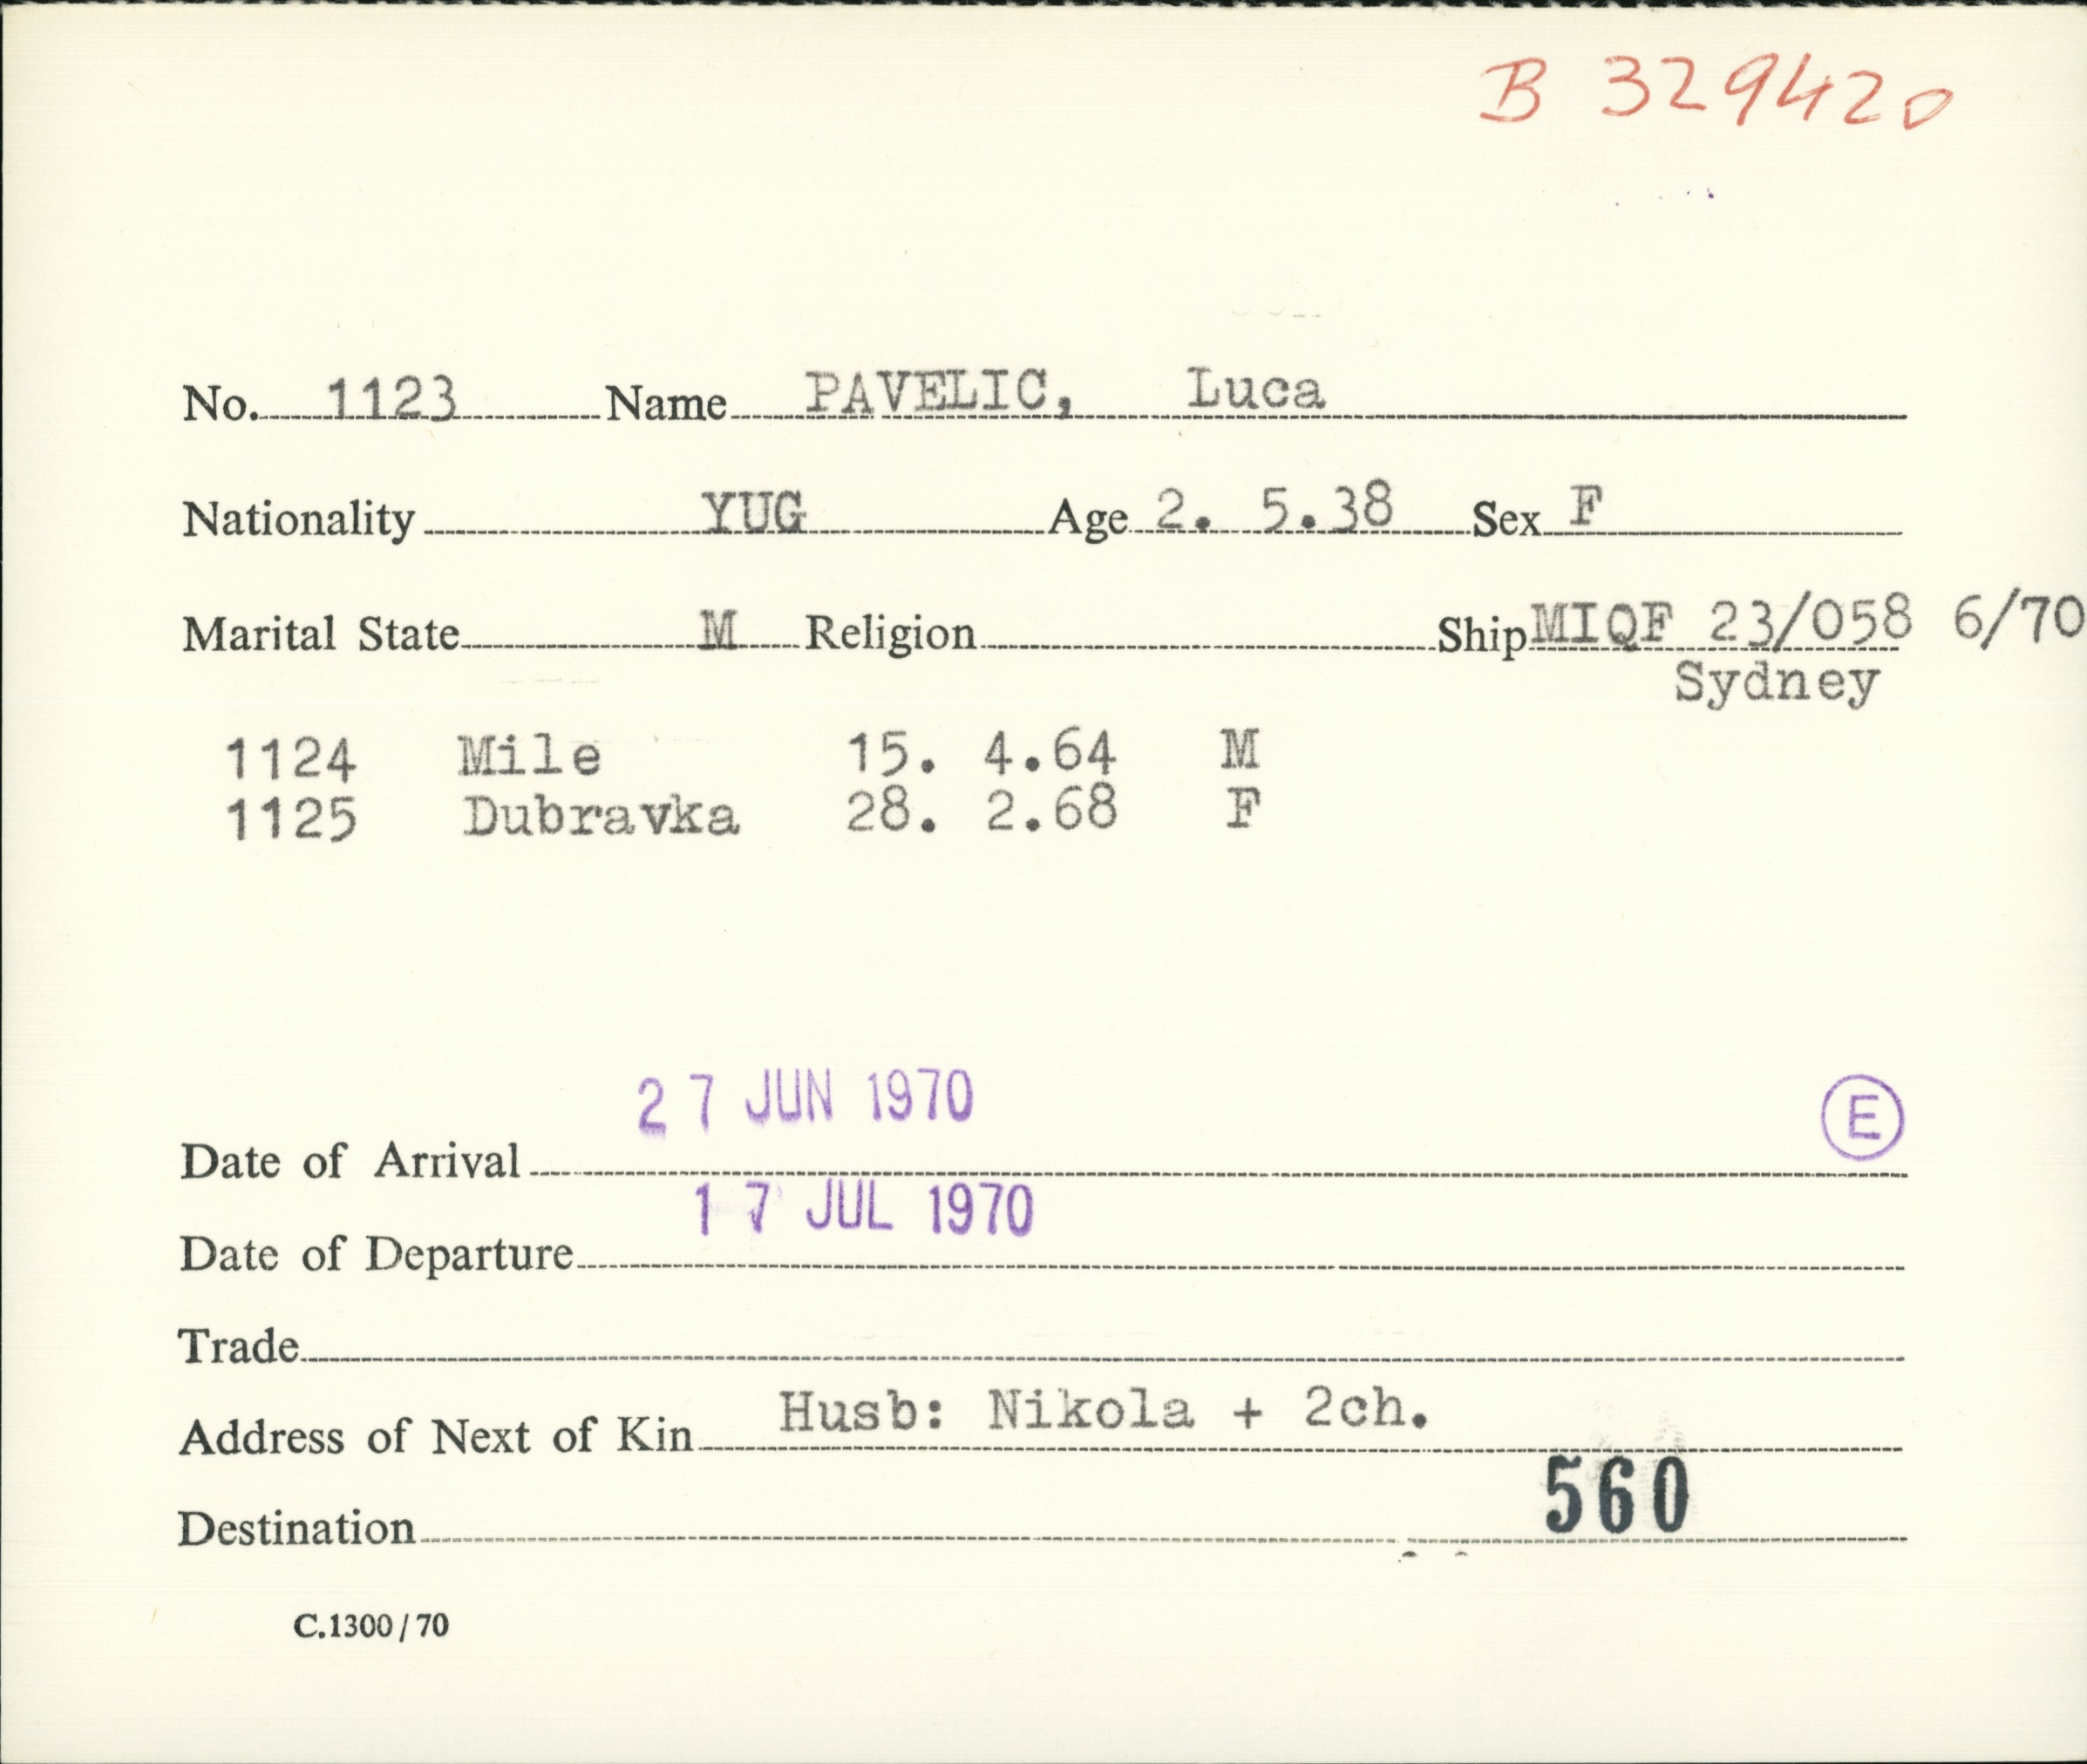 B 329420
No. 1123 Name PAVELIC, Luca
Nationality YUG Age 2. 5.38 Sex F
Marital State M Religion Ship MIQF 23/058 6/70
Sydney
1124 Mile 15. 4.64 M
1125 Dubravka 28. 2.68 F
27 JUN 1970
E
Date of Arrival
17 JUL 1970
Date of Departure
Trade
Address of Next of Kin Husb: Nikola + 2ch.
560
Destination
C.1300/70